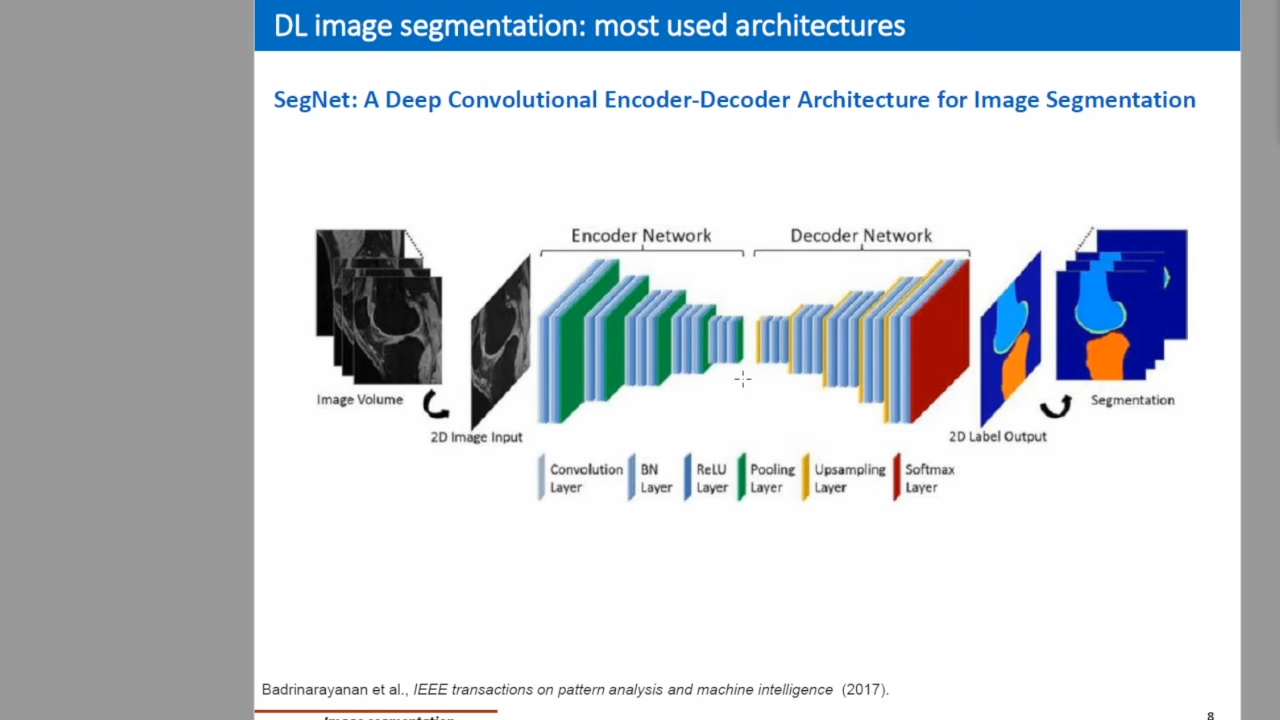 DL image segmentation: most used architectures
SegNet: A Deep Convolutional Encoder-Decoder Architecture for Image Segmentation
Encoder Network
Decoder Network
Image Volume
2D Image Input
2D Label Output
Segmentation
Convolution Layer
BN Layer
ReLU Layer
Pooling Layer
Upsampling Layer
Softmax Layer
Badrinarayanan et al., IEEE transactions on pattern analysis and machine intelligence (2017).
Image segmentation
8